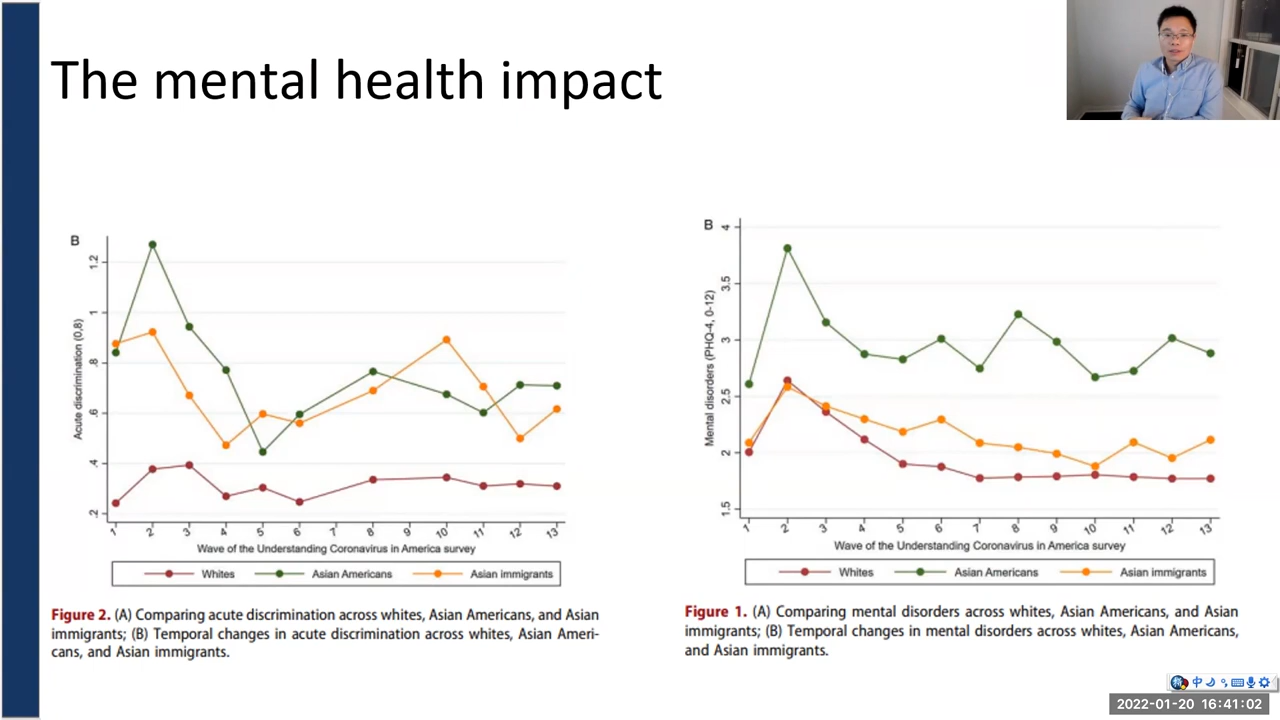 The mental health impact
B
1.2
1
.8
.6
.4
.2
Acute discrimination (0,8)
1 2 3 4 5 6 7 8 9 10 11 12 13
Wave of the Understanding Coronavirus in America survey
Whites Asian Americans Asian immigrants
Figure 2. (A) Comparing acute discrimination across whites, Asian Americans, and Asian
immigrants; (B) Temporal changes in acute discrimination across whites, Asian Ameri-
cans, and Asian immigrants.
B
4
3.5
3
2.5
2
1.5
Mental disorders (PHQ-4, 0-12)
1 2 3 4 5 6 7 8 9 10 11 12 13
Wave of the Understanding Coronavirus in America survey
Whites Asian Americans Asian immigrants
Figure 1. (A) Comparing mental disorders across whites, Asian Americans, and Asian
immigrants; (B) Temporal changes in mental disorders across whites, Asian Americans,
and Asian immigrants.
中
2022-01-20 16:41:02